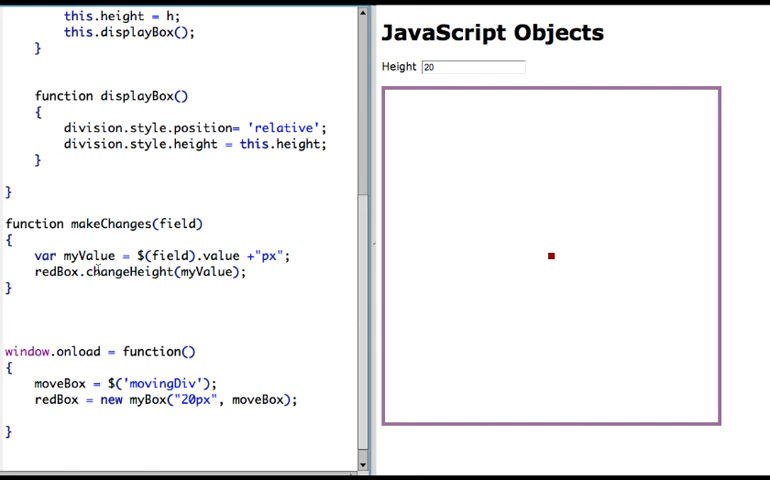 this.height = h;
this.displayBox();
}
function displayBox()
{
division.style.position= 'relative';
division.style.height = this.height;
}
}
function makeChanges(field)
{
var myValue = $(field).value +"px";
redBox.changeHeight(myValue);
}
window.onload = function()
{
moveBox = $('movingDiv');
redBox = new myBox("20px", moveBox);
}
JavaScript Objects
Height 20